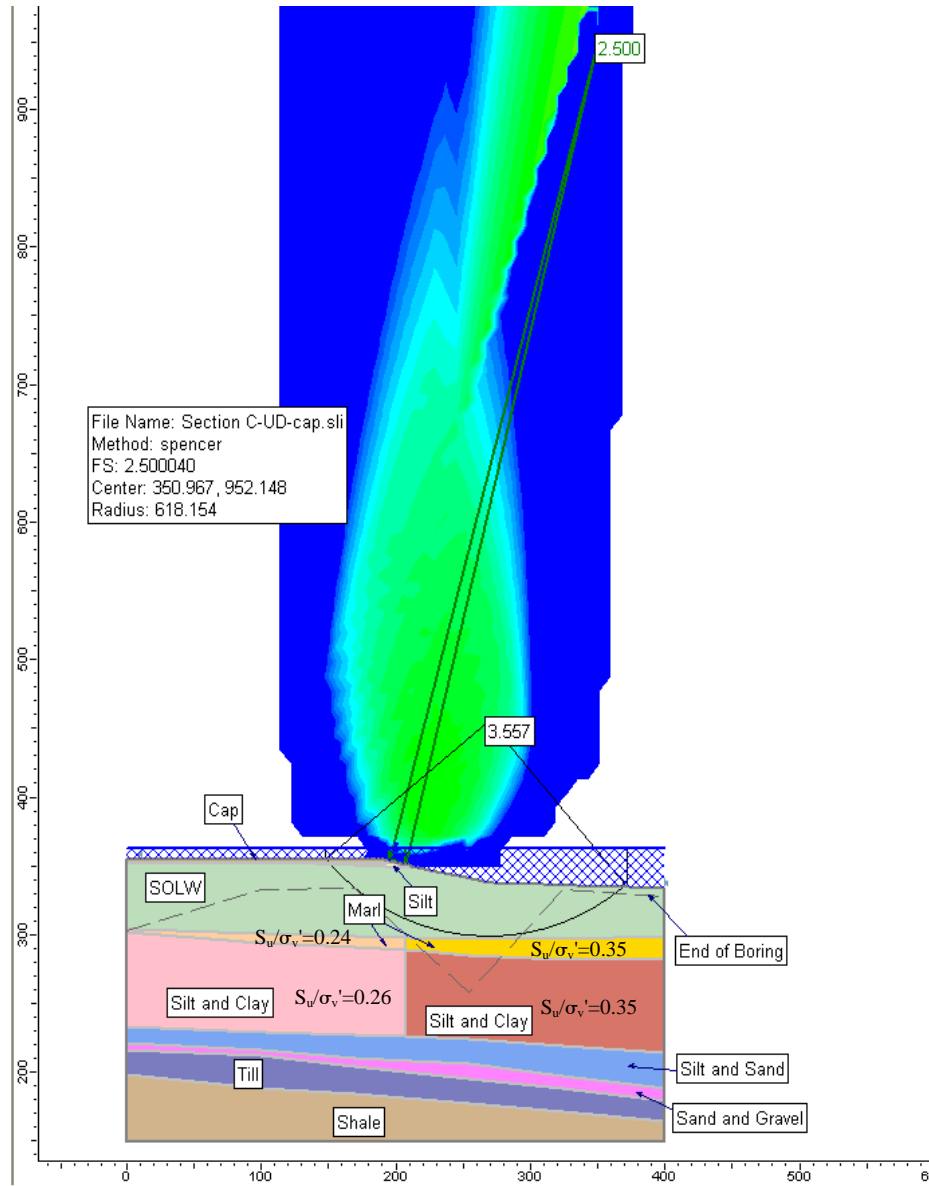 2.500
900
800
700
File Name: Section C-UD-cap.sli
Method: spencer
FS: 2.500040
Center: 350.967, 952.148
Radius: 618.154
600
500
3.557
400
Cap
SOLW
Silt
Marl
300
Su/σv'=0.24
Su/σv'=0.35
End of Boring
Silt and Clay
Su/σv'=0.26
Silt and Clay
Su/σv'=0.35
200
Till
Silt and Sand
Sand and Gravel
Shale
0 100 200 300 400 500